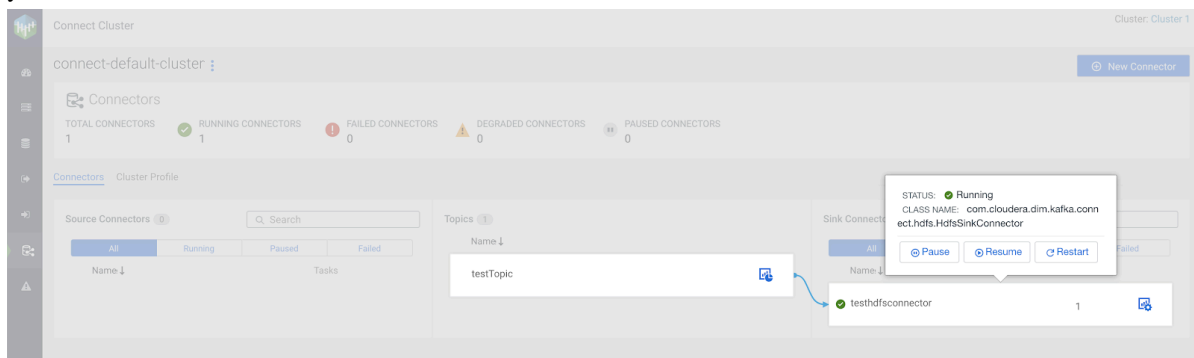 Connect Cluster
Cluster: Cluster 1
connect-default-cluster
New Connector
Connectors
TOTAL CONNECTORS
1
RUNNING CONNECTORS
1
FAILED CONNECTORS
0
DEGRADED CONNECTORS
0
PAUSED CONNECTORS
0
Connectors Cluster Profile
Source Connectors 0
Search
All Running Paused Failed
Name Tasks
Topics 1
Name
testTopic
Sink Connecto
All
Failed
Name
STATUS: Running
CLASS NAME: com.cloudera.dim.kafka.conn
ect.hdfs.HdfsSinkConnector
Pause Resume Restart
testhdfsconnector 1